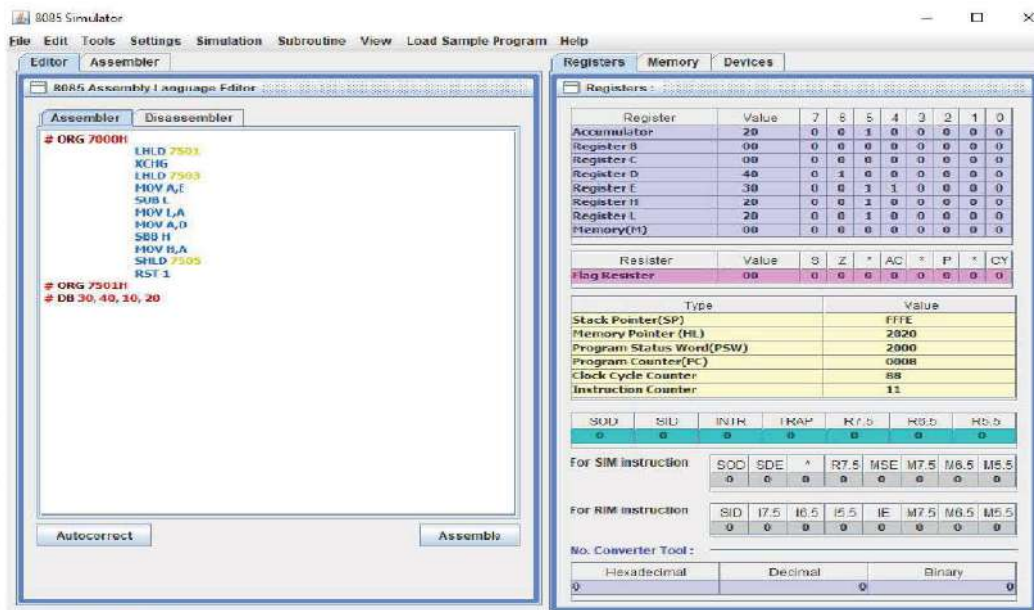 8085 Simulator
File Edit Tools Settings Simulation Subroutine View Load Sample Program Help
Editor Assembler
8085 Assembly Language Editor
Assembler Disassembler
# ORG 7000H
LHLD 7501
XCHG
LHLD 7503
MOV A,E
SUB L
MOV L,A
MOV A,D
SBB H
MOV H,A
SHLD 7505
RST 1
# ORG 7501H
# DB 30, 40, 10, 20
Autocorrect Assemble
Registers Memory Devices
Registers :
Register Value 7 6 5 4 3 2 1 0
Accumulator 20 0 0 1 0 0 0 0 0
Register B 00 0 0 0 0 0 0 0 0
Register C 00 0 0 0 0 0 0 0 0
Register D 40 0 1 0 0 0 0 0 0
Register E 30 0 0 1 1 0 0 0 0
Register H 20 0 0 1 0 0 0 0 0
Register L 20 0 0 1 0 0 0 0 0
Memory(M) 00 0 0 0 0 0 0 0 0
Resister Value S Z * AC * P * CY
Flag Resister 00 0 0 0 0 0 0 0 0
Type Value
Stack Pointer(SP) FFFE
Memory Pointer (HL) 2020
Program Status Word(PSW) 2000
Program Counter(PC) 0008
Clock Cycle Counter 88
Instruction Counter 11
SOD SID INTR TRAP R7.5 R6.5 R5.5
0 0 0 0 0 0 0
For SIM instruction SOD SDE * R7.5 MSE M7.5 M6.5 M5.5
0 0 0 0 0 0 0 0
For RIM instruction SID I7.5 I6.5 I5.5 IE M7.5 M6.5 M5.5
0 0 0 0 0 0 0 0
No. Converter Tool :
Hexadecimal Decimal Binary
0 0 0